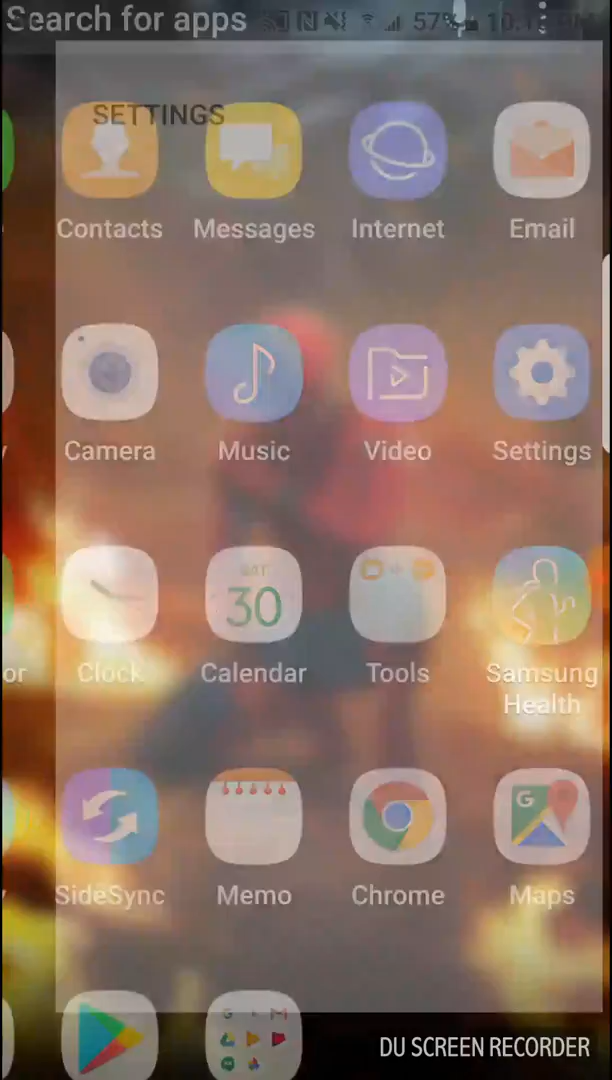 Search for apps 57%
SETTINGS
Contacts Messages Internet Email
Camera Music Video Settings
Clock Calendar Tools Samsung Health
30
SideSync Memo Chrome Maps
G
DU SCREEN RECORDER